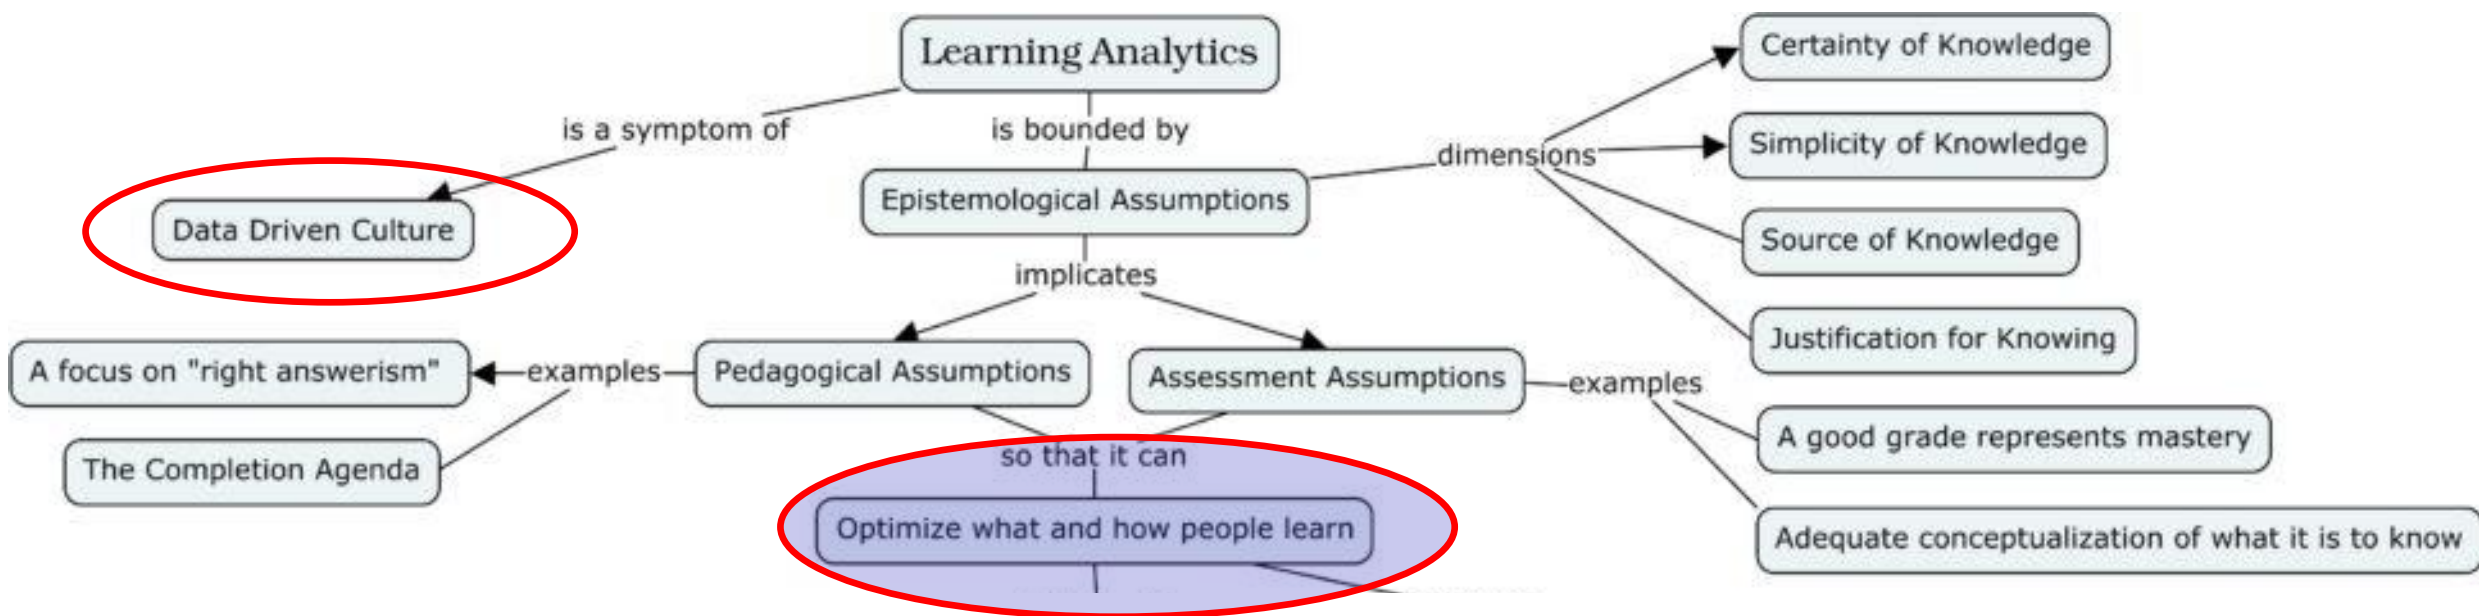 Learning Analytics
is a symptom of
is bounded by
Data Driven Culture
Epistemological Assumptions
dimensions
Certainty of Knowledge
Simplicity of Knowledge
Source of Knowledge
Justification for Knowing
implicates
A focus on "right answerism"
examples
Pedagogical Assumptions
Assessment Assumptions
examples
The Completion Agenda
A good grade represents mastery
so that it can
Optimize what and how people learn
Adequate conceptualization of what it is to know